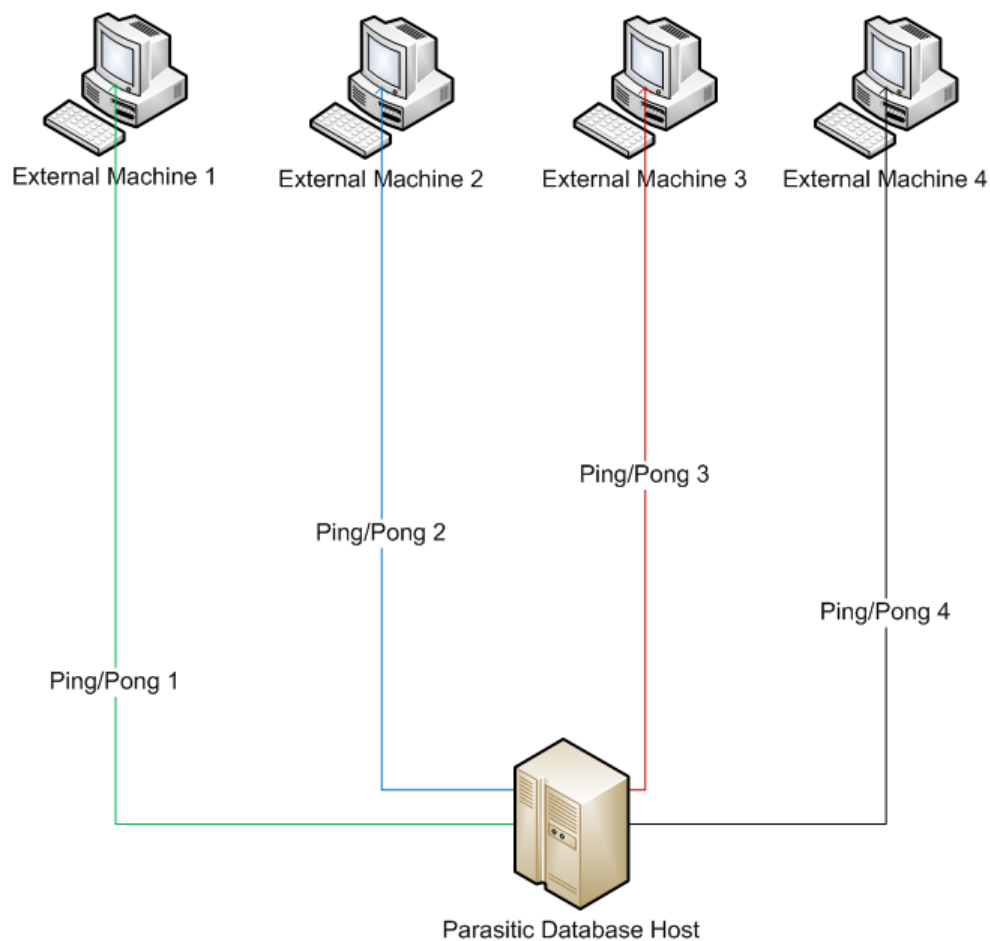 External Machine 1
External Machine 2
External Machine 3
External Machine 4
Ping/Pong 3
Ping/Pong 2
Ping/Pong 4
Ping/Pong 1
Parasitic Database Host